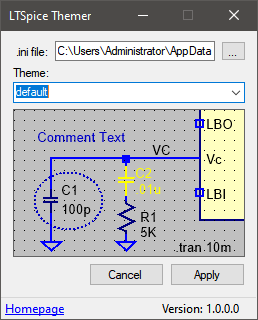 LTSpice Themer
.ini file: C:\Users\Administrator\AppData ...
Theme:
default
LBO
Comment Text
VC
Vc
C2
.01u
C1
100p
LBI
R1
5K
.tran 10m
Cancel Apply
Homepage Version: 1.0.0.0